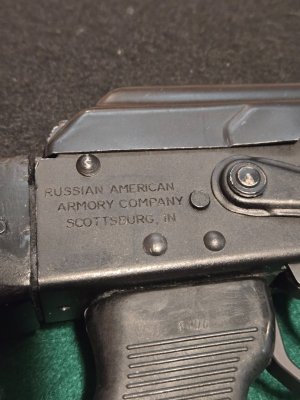 RUSSIAN AMERICAN
ARMORY COMPANY
SCOTTSBURG, IN